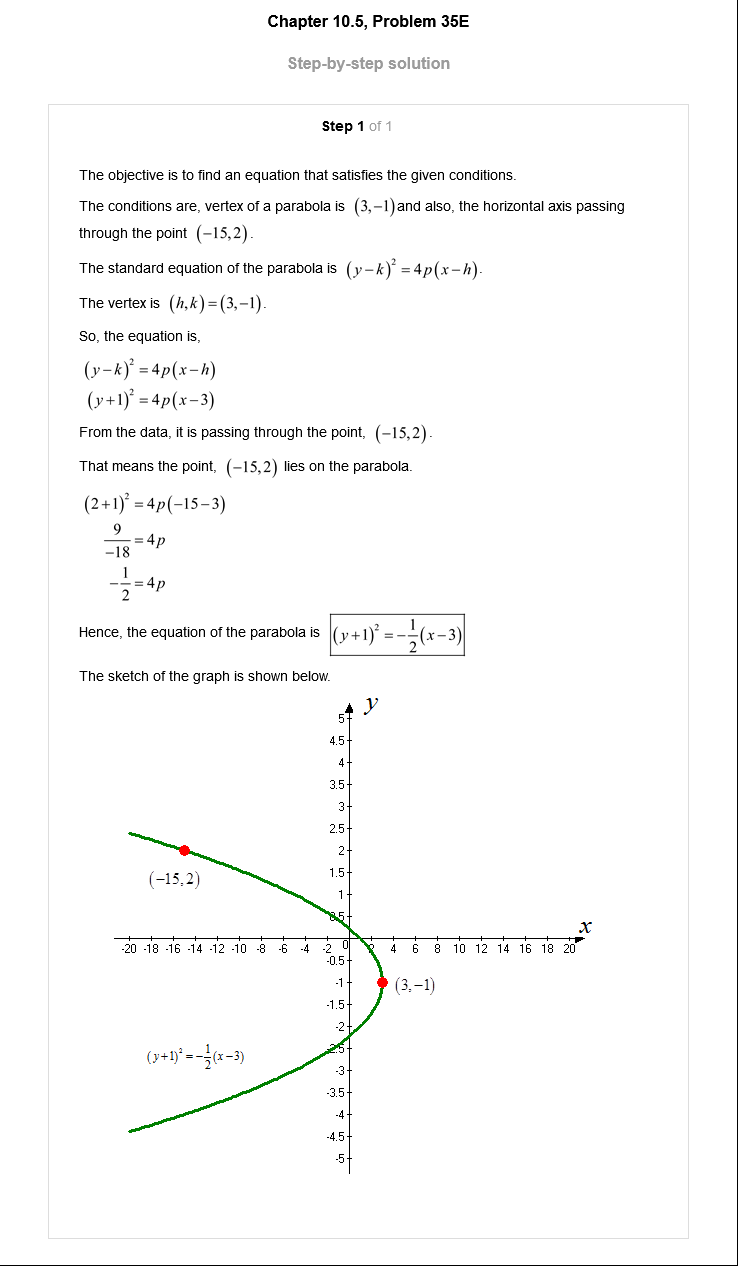 Chapter 10.5, Problem 35E
Step-by-step solution
Step 1 of 1
The objective is to find an equation that satisfies the given conditions.
The conditions are, vertex of a parabola is (3,−1)and also, the horizontal axis passing
through the point (−15,2).
The standard equation of the parabola is (y−k)² = 4p(x−h).
The vertex is (h,k)=(3,−1).
So, the equation is,
(y−k)² = 4p(x−h)
(y+1)² = 4p(x−3)
From the data, it is passing through the point, (−15,2).
That means the point, (−15,2) lies on the parabola.
(2+1)² = 4p(−15−3)
9/−18 = 4p
−1/2 = 4p
Hence, the equation of the parabola is (y+1)² = −1/2(x−3)
The sketch of the graph is shown below.
y
5
4.5
4
3.5
3
2.5
2
(−15,2)
1.5
1
0.5
x
-20 -18 -16 -14 -12 -10 -8 -6 -4 -2 0 2 4 6 8 10 12 14 16 18 20
-0.5
-1 (3,−1)
-1.5
-2
-2.5
(y+1)² = −1/2(x−3)
-3
-3.5
-4
-4.5
-5